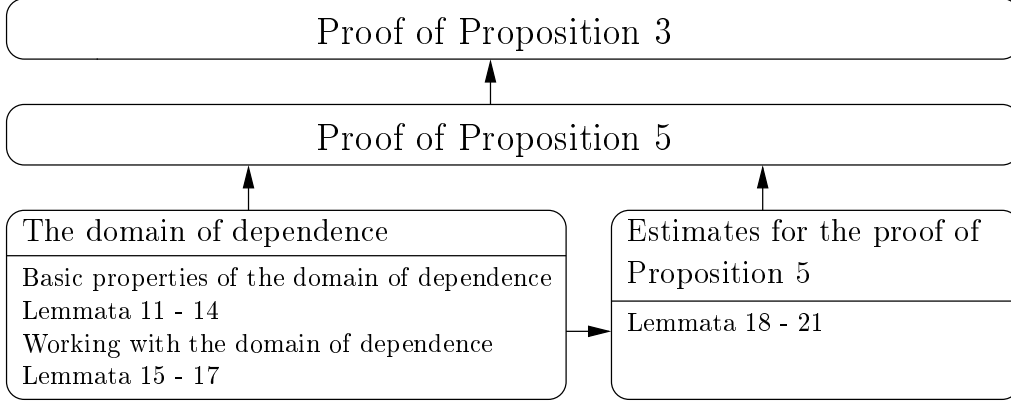 Proof of Proposition 3
Proof of Proposition 5
The domain of dependence
Basic properties of the domain of dependence
Lemmata 11 - 14
Working with the domain of dependence
Lemmata 15 - 17
Estimates for the proof of
Proposition 5
Lemmata 18 - 21